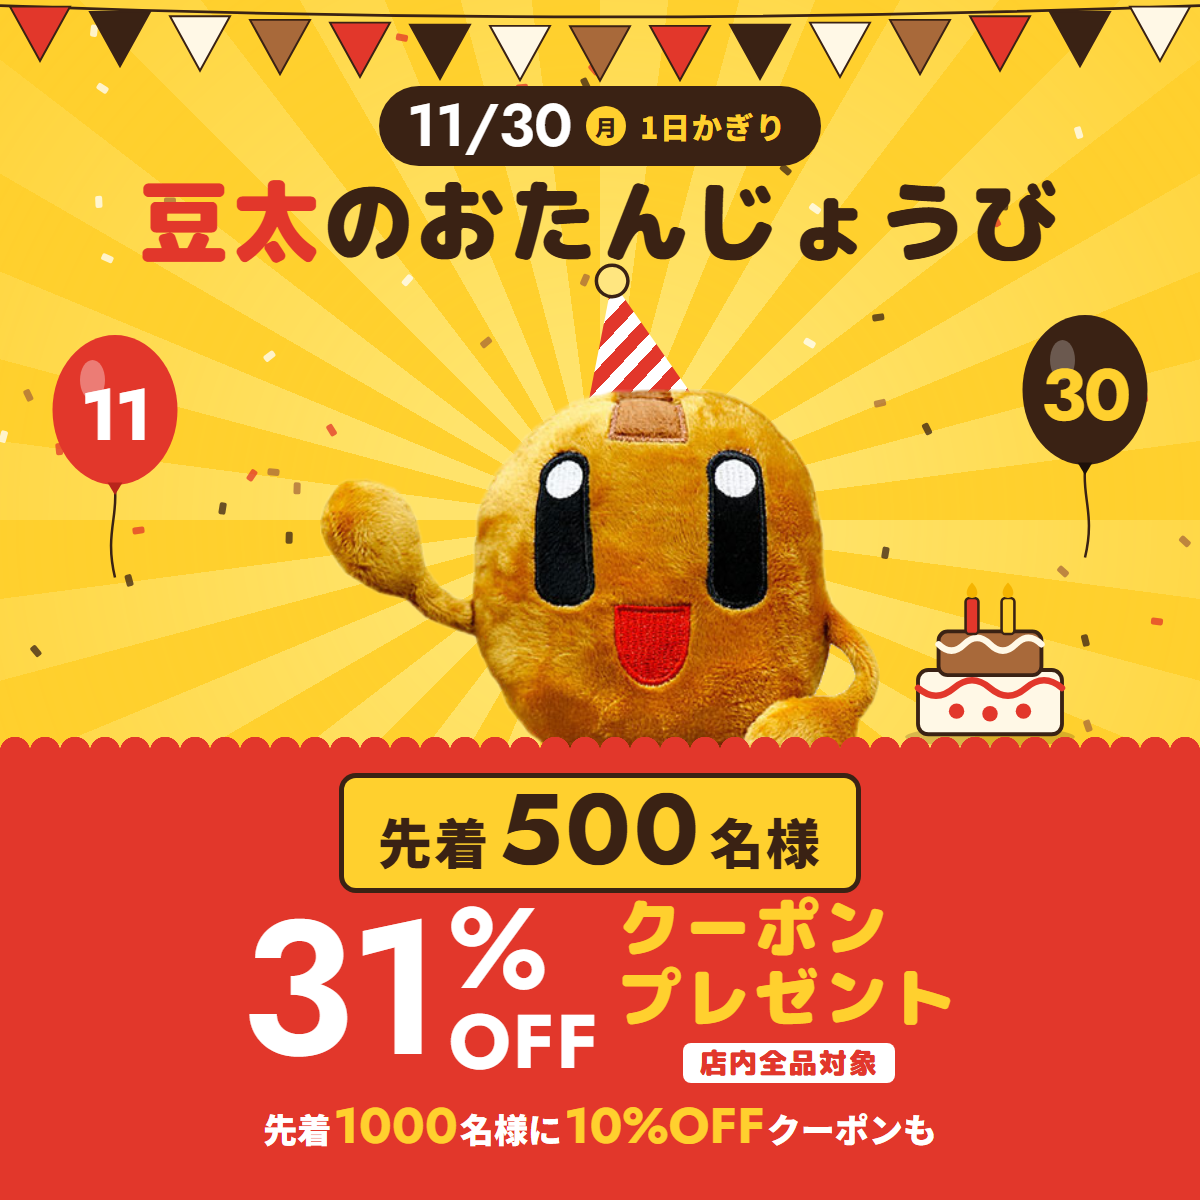 11/30 月 1日かぎり
豆太のおたんじょうび
11
30
先着500名様
31%OFF
クーポン
プレゼント
店内全品対象
先着1000名様に10%OFFクーポンも